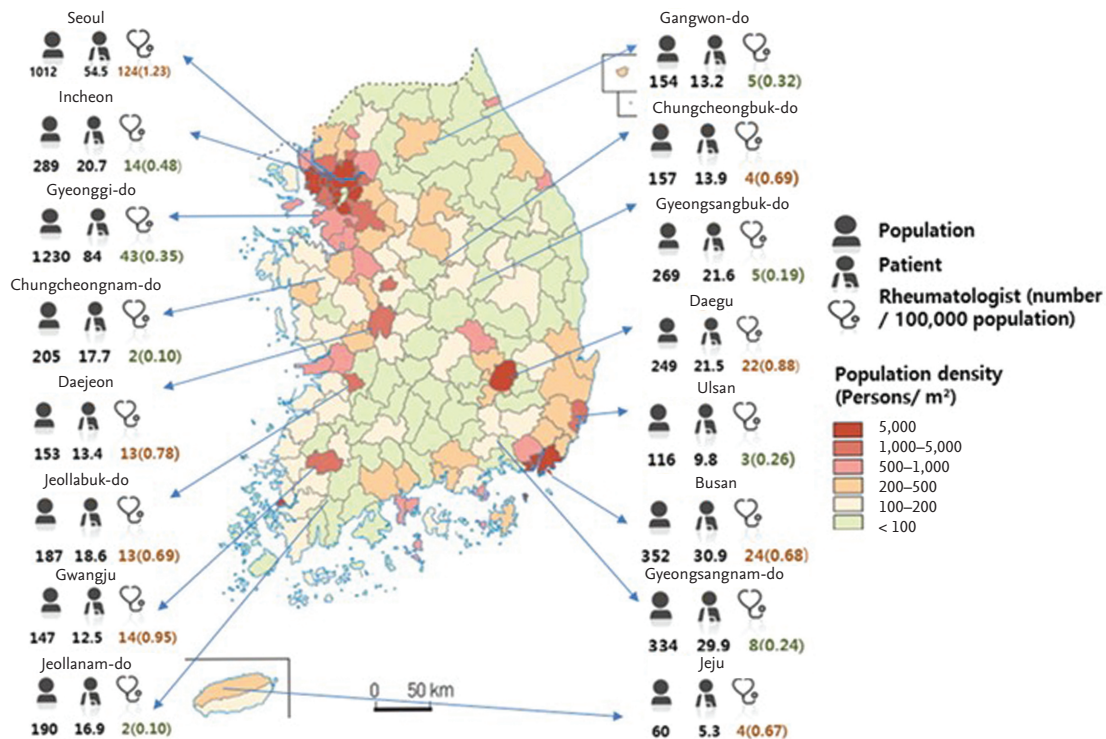 Seoul
1012 54.5 124(1.23)
Incheon
289 20.7 14(0.48)
Gyeonggi-do
1230 84 43(0.35)
Chungcheongnam-do
205 17.7 2(0.10)
Daejeon
153 13.4 13(0.78)
Jeollabuk-do
187 18.6 13(0.69)
Gwangju
147 12.5 14(0.95)
Jeollanam-do
190 16.9 2(0.10)
0 50 km
Gangwon-do
154 13.2 5(0.32)
Chungcheongbuk-do
157 13.9 4(0.69)
Gyeongsangbuk-do
269 21.6 5(0.19)
Daegu
249 21.5 22(0.88)
Ulsan
116 9.8 3(0.26)
Busan
352 30.9 24(0.68)
Gyeongsangnam-do
334 29.9 8(0.24)
Jeju
60 5.3 4(0.67)
Population
Patient
Rheumatologist (number
/ 100,000 population)
Population density
(Persons/ m²)
5,000
1,000–5,000
500–1,000
200–500
100–200
< 100